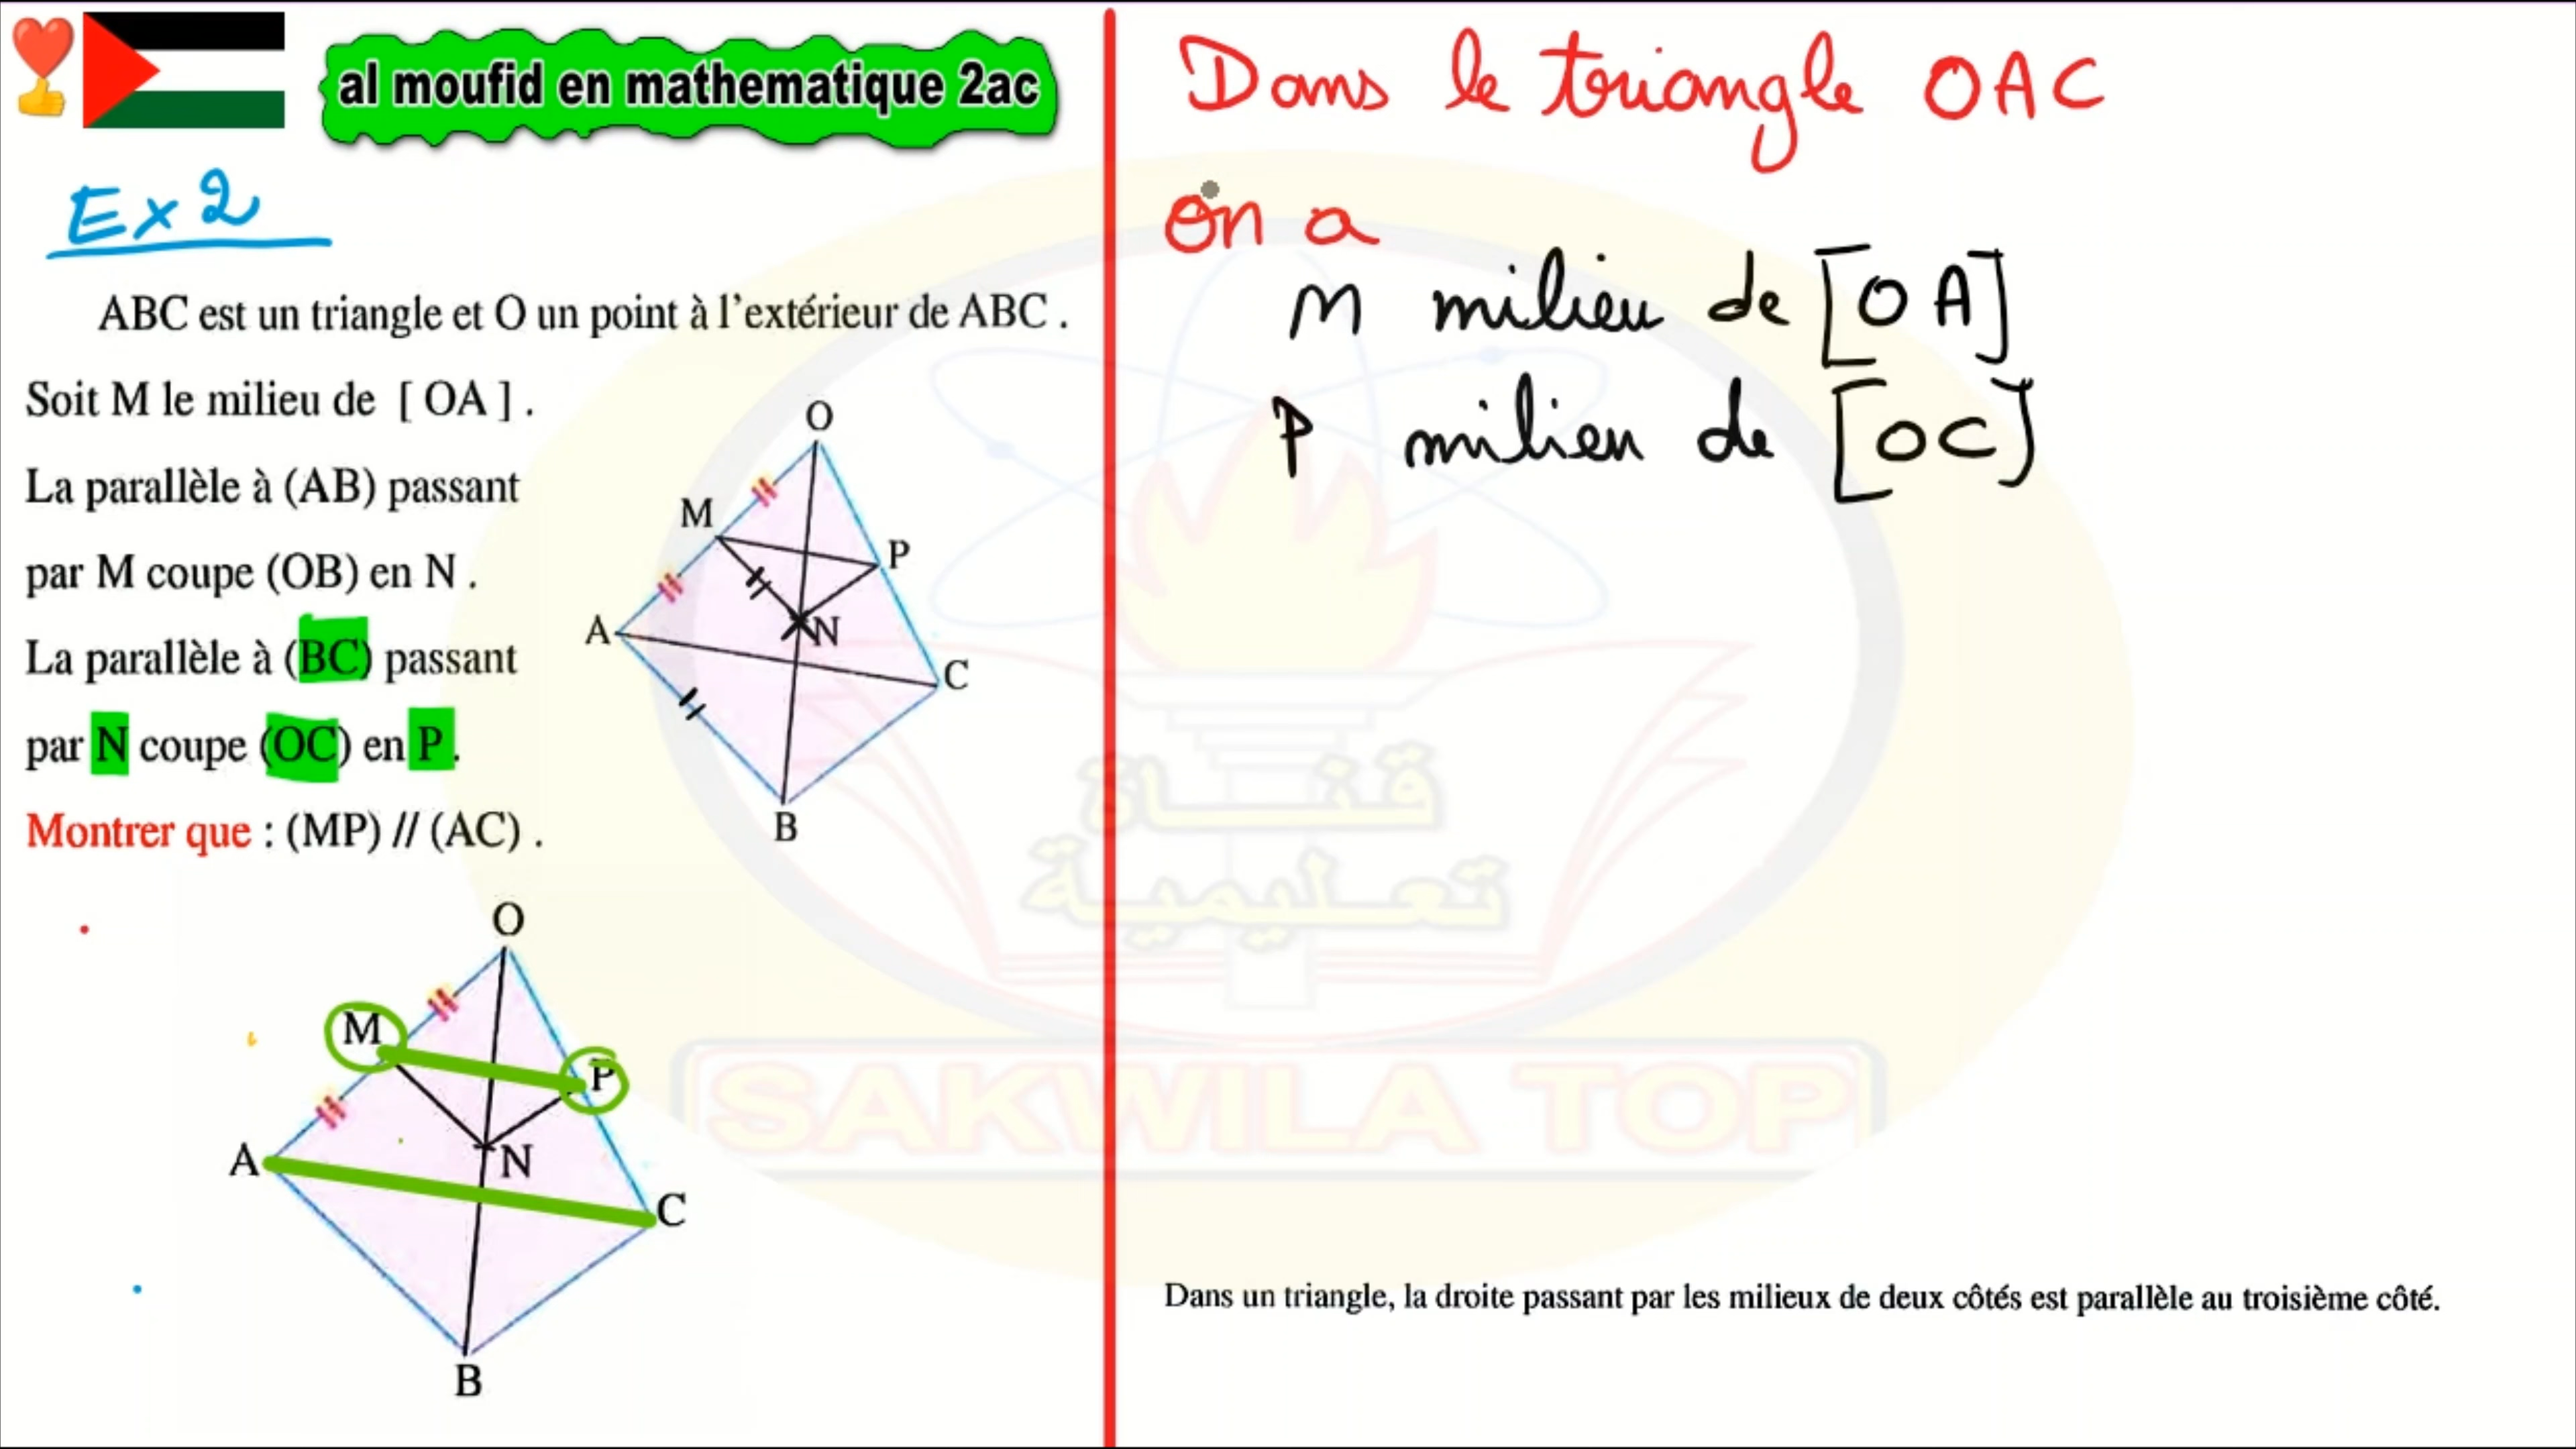 al moufid en mathematique 2ac
Ex 2
ABC est un triangle et O un point à l'extérieur de ABC .
Soit M le milieu de [ OA ] .
La parallèle à (AB) passant
par M coupe (OB) en N .
La parallèle à (BC) passant
par N coupe (OC) en P .
Montrer que : (MP) // (AC) .
O
M
P
A
N
C
B
O
M
P
A
N
C
B
Dans le triangle OAC
on a
M milieu de [OA]
P milieu de [OC]
قناة
تعليمية
SAKWILA TOP
Dans un triangle, la droite passant par les milieux de deux côtés est parallèle au troisième côté.